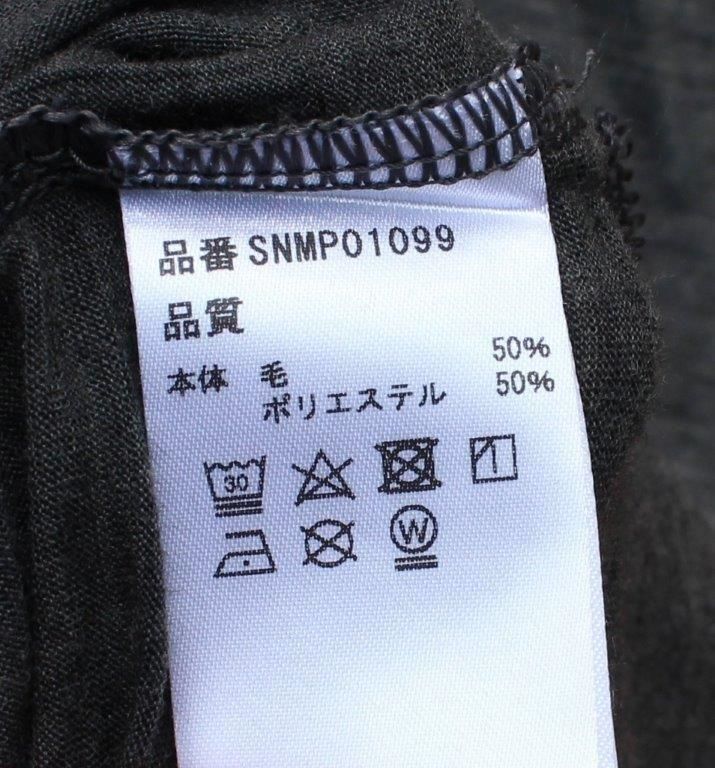 品番 SNMP01099
品質
本体 毛 50%
ポリエステル 50%
30
W